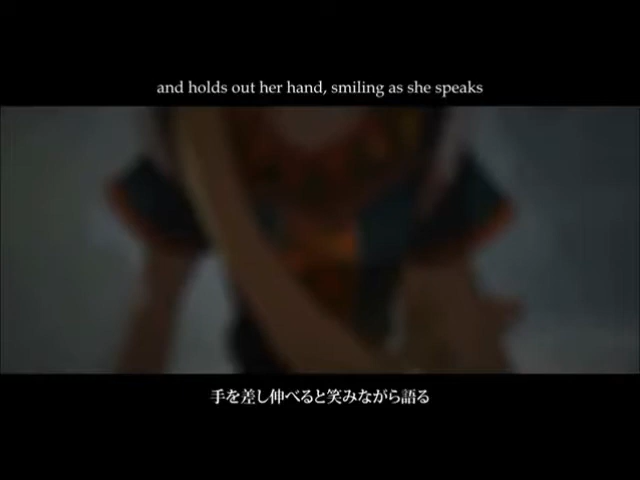 and holds out her hand, smiling as she speaks
手を差し伸べると笑みながら語る